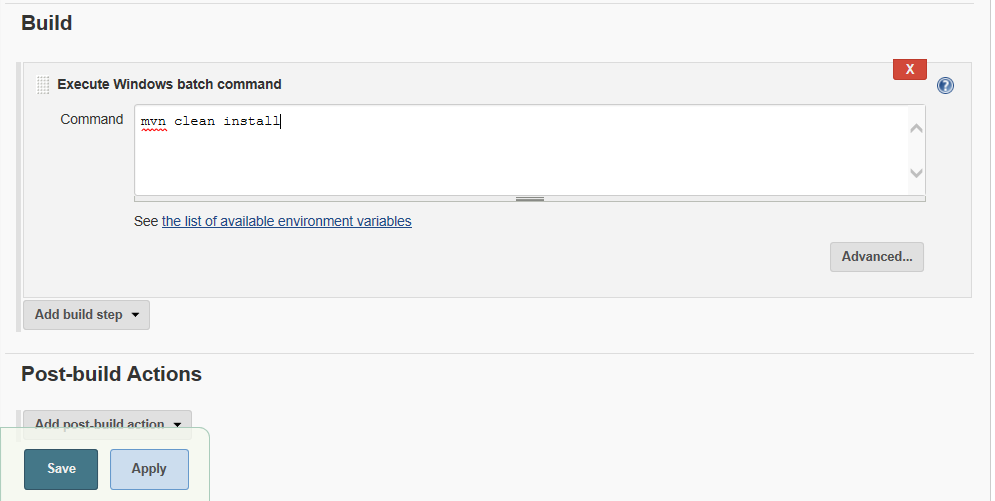 Build
X
Execute Windows batch command
?
Command
mvn clean install
See the list of available environment variables
Advanced...
Add build step
Post-build Actions
Add post-build action
Save
Apply